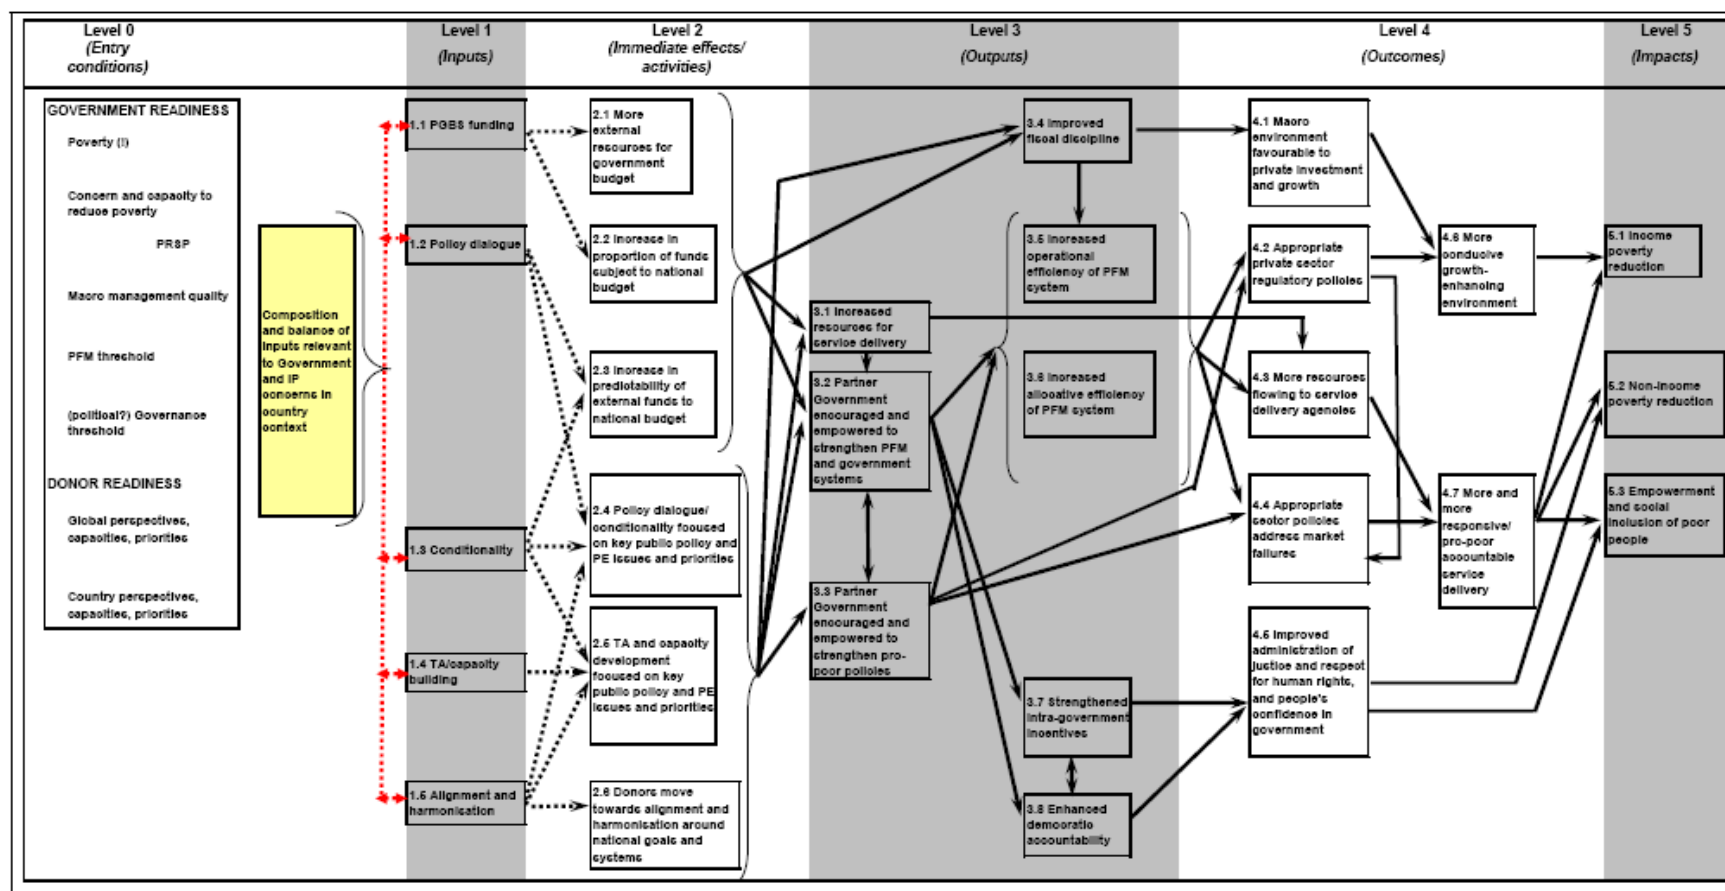 Level 0
(Entry
conditions)
Level 1
(Inputs)
Level 2
(Immediate effects/
activities)
Level 3
(Outputs)
Level 4
(Outcomes)
Level 5
(Impacts)
GOVERNMENT READINESS
Poverty (!)
Concern and capacity to
reduce poverty
PRSP
Macro management quality
PFM threshold
(political?) Governance
threshold
DONOR READINESS
Global perspectives,
capacities, priorities
Country perspectives,
capacities, priorities
Composition
and balance of
inputs relevant
to Government
and IP
concerns in
country
context
1.1 PGBS funding
1.2 Policy dialogue
1.3 Conditionality
1.4 TA/capacity
building
1.5 Alignment and
harmonisation
2.1 More
external
resources for
government
budget
2.2 Increase in
proportion of funds
subject to national
budget
2.3 Increase in
predictability of
external funds to
national budget
2.4 Policy dialogue/
conditionality focused
on key public policy and
PE issues and priorities
2.5 TA and capacity
development
focused on key
public policy and PE
issues and priorities
2.6 Donors move
towards alignment and
harmonisation around
national goals and
systems
3.1 Increased
resources for
service delivery
3.2 Partner
Government
encouraged and
empowered to
strengthen PFM
and government
systems
3.3 Partner
Government
encouraged and
empowered to
strengthen pro-
poor policies
3.4 Improved
fiscal discipline
3.5 Increased
operational
efficiency of PFM
system
3.6 Increased
allocative efficiency
of PFM system
3.7 Strengthened
intra-government
incentives
3.8 Enhanced
democratic
accountability
4.1 Macro
environment
favourable to
private investment
and growth
4.2 Appropriate
private sector
regulatory policies
4.3 More resources
flowing to service
delivery agencies
4.4 Appropriate
sector policies
address market
failures
4.5 Improved
administration of
justice and respect
for human rights,
and people's
confidence in
government
4.6 More
conducive
growth-
enhancing
environment
4.7 More and
more
responsive/
pro-poor
accountable
service
delivery
5.1 Income
poverty
reduction
5.2 Non-income
poverty reduction
5.3 Empowerment
and social
inclusion of poor
people